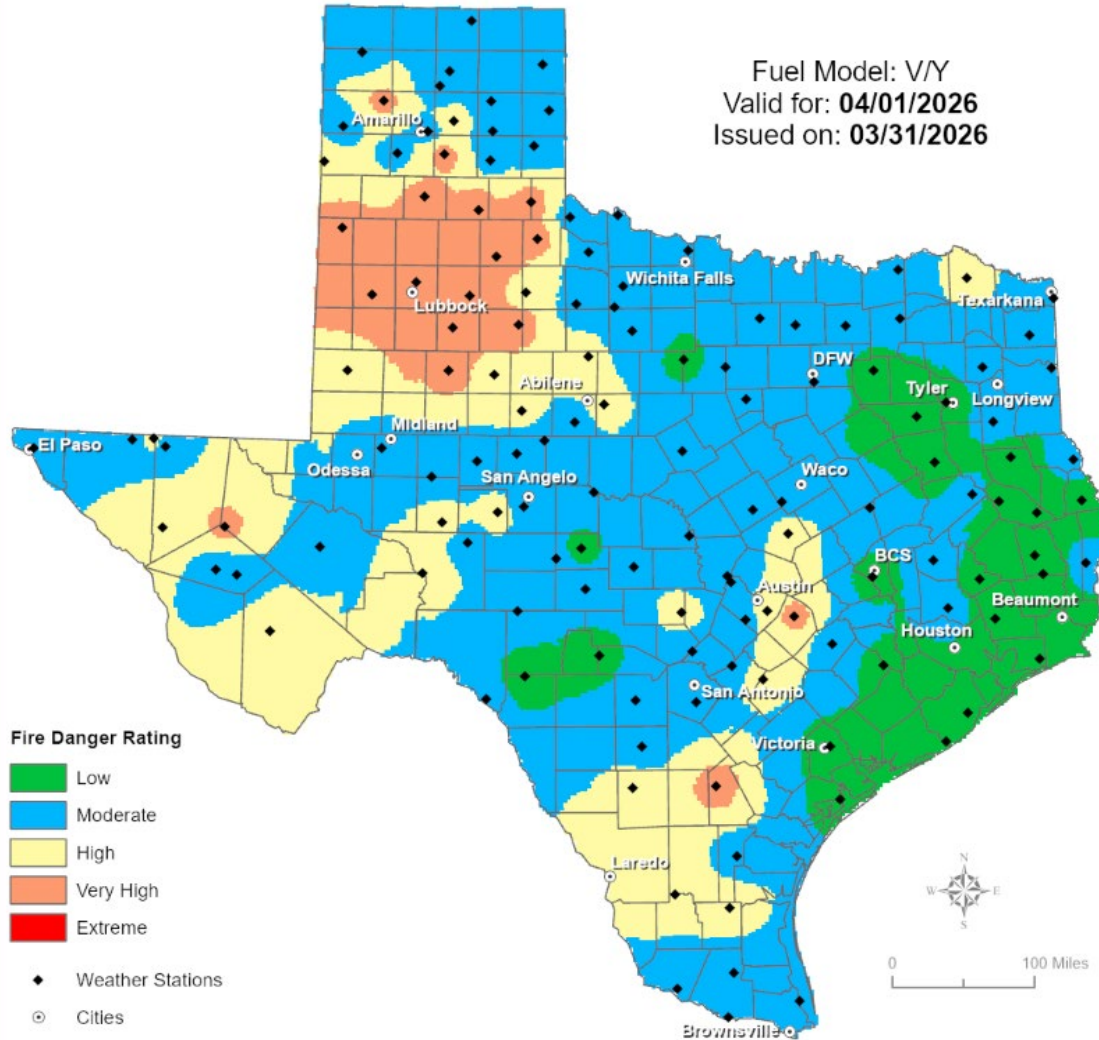 Fuel Model: V/Y
Valid for: 04/01/2026
Issued on: 03/31/2026
Amarillo
Lubbock
Wichita Falls
Texarkana
DFW
Abilene
Tyler
Longview
El Paso
Midland
Odessa
San Angelo
Waco
BCS
Austin
Beaumont
Houston
San Antonio
Victoria
Laredo
Brownsville
Fire Danger Rating
Low
Moderate
High
Very High
Extreme
Weather Stations
Cities
N
W E
S
0 100 Miles